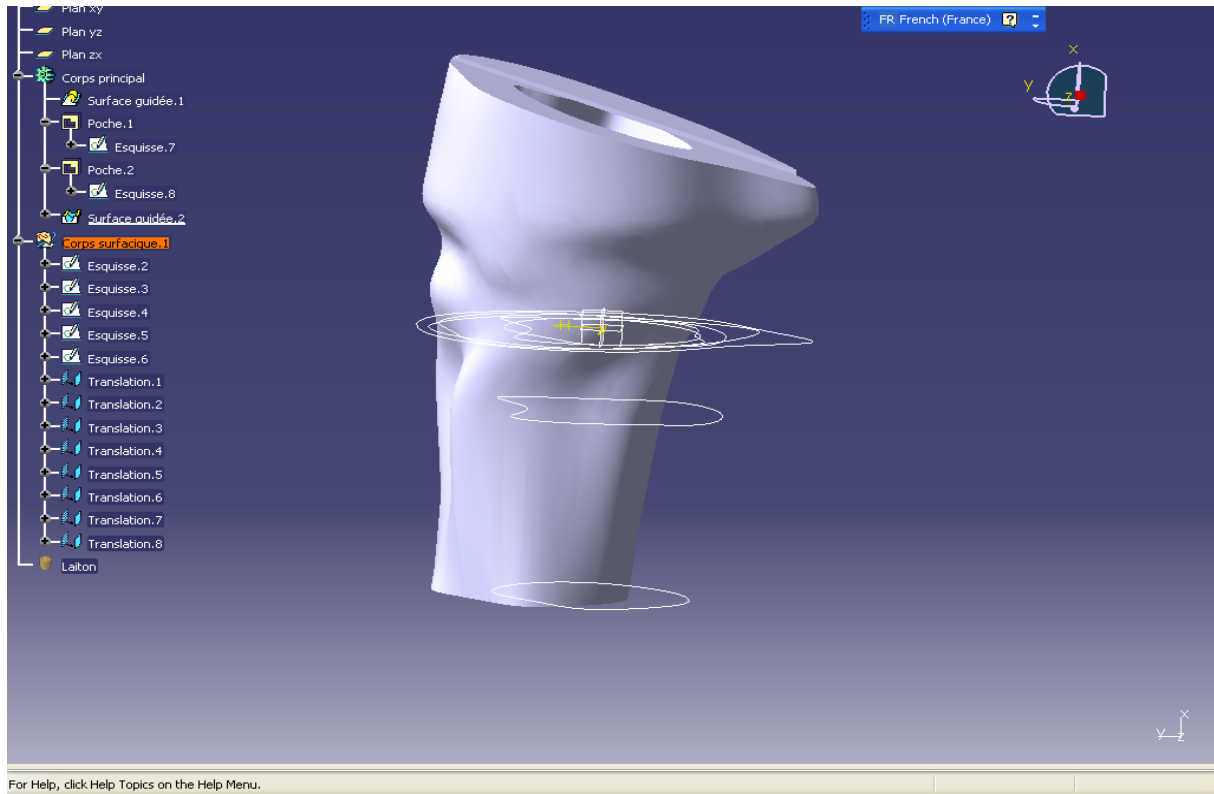 Plan xy
FR French (France)
Plan yz
Plan zx
Corps principal
Surface guidée.1
Poche.1
Esquisse.7
Poche.2
Esquisse.8
Surface guidée.2
Corps surfacique.1
Esquisse.2
Esquisse.3
Esquisse.4
Esquisse.5
Esquisse.6
Translation.1
Translation.2
Translation.3
Translation.4
Translation.5
Translation.6
Translation.7
Translation.8
Laiton
x
y
z
H
V
x
y
z
For Help, click Help Topics on the Help Menu.